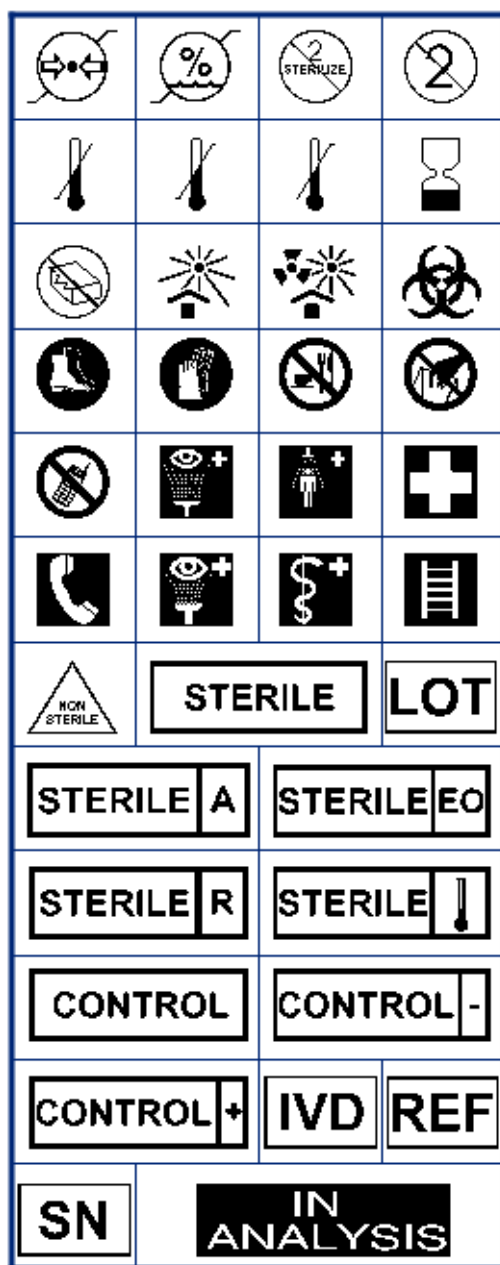 %
2
STERILIZE
2
NON
STERILE
STERILE
LOT
STERILE A
STERILE EO
STERILE R
STERILE
CONTROL
CONTROL -
CONTROL +
IVD
REF
SN
IN
ANALYSIS